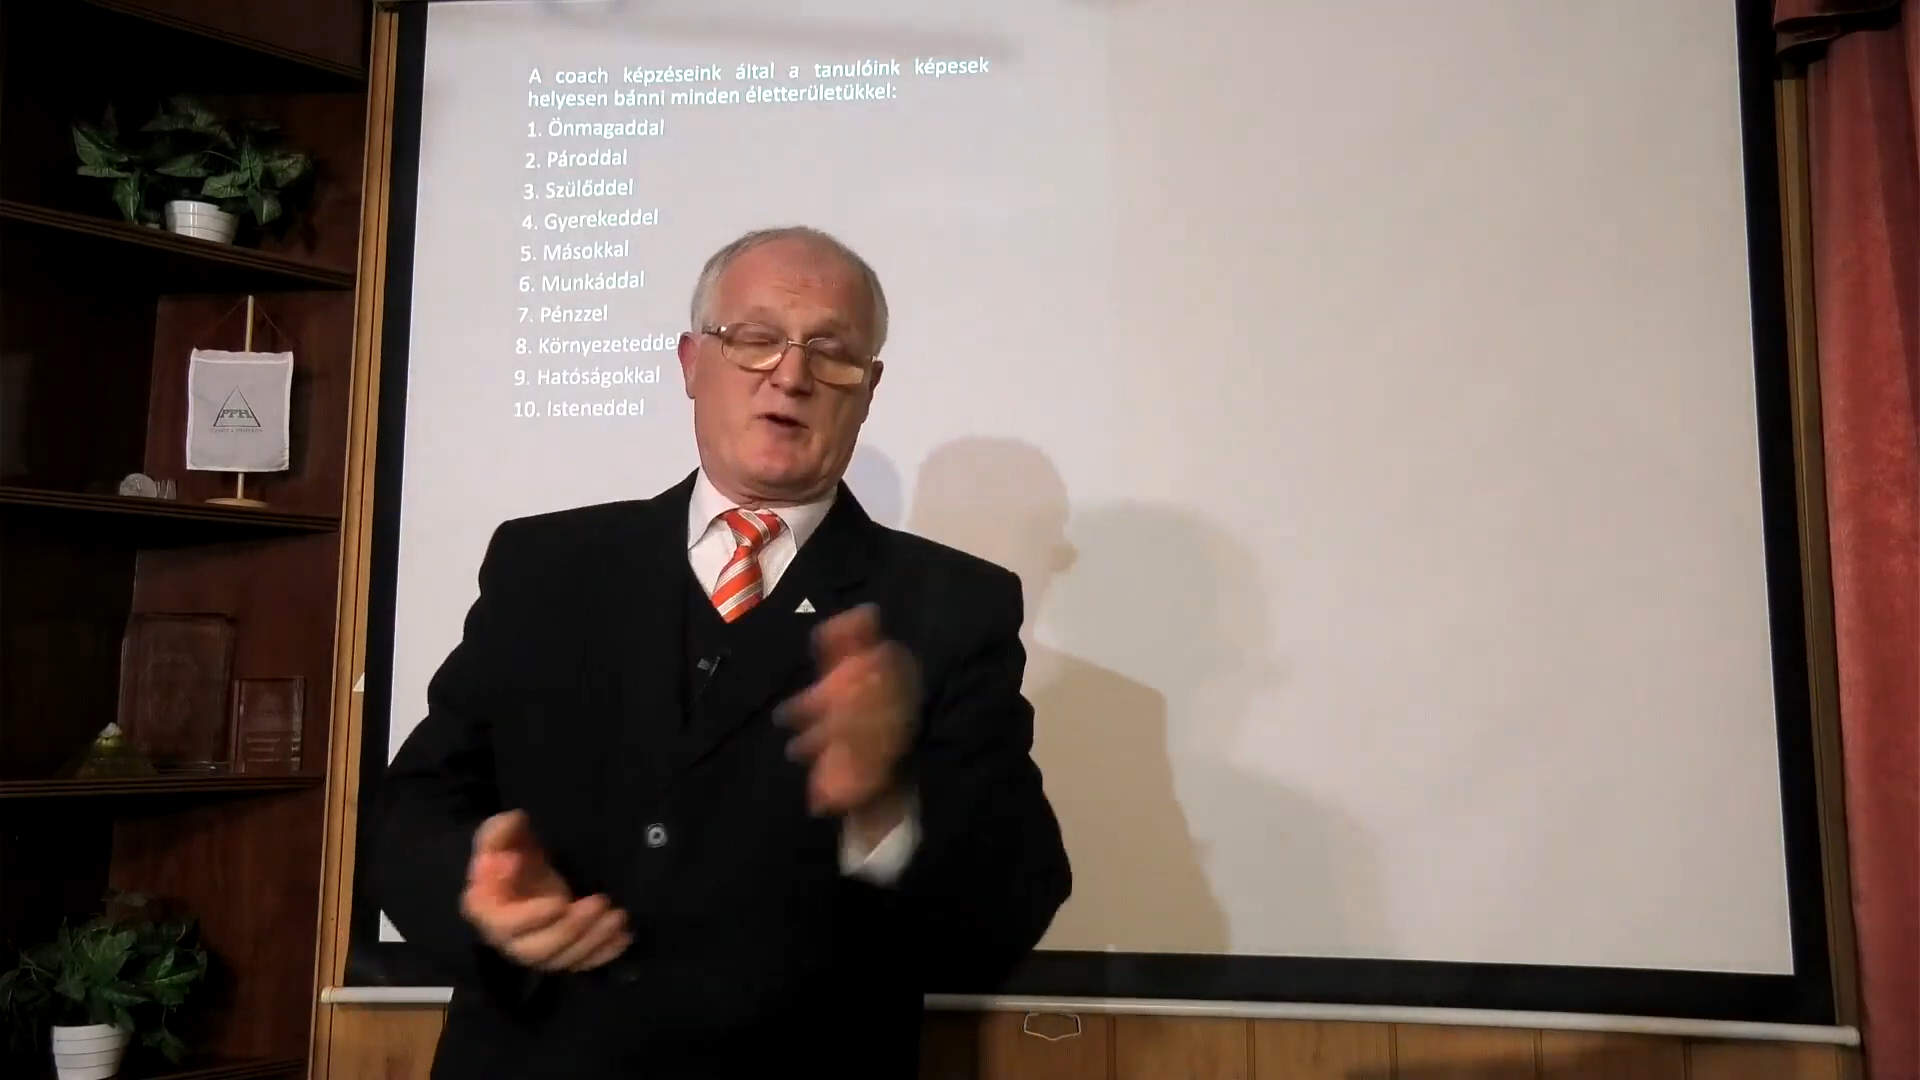 A coach képzéseink által a tanulóink képesek
helyesen bánni minden életterületükkel:
1. Önmagaddal
2. Pároddal
3. Szülőddel
4. Gyerekeddel
5. Másokkal
6. Munkáddal
7. Pénzzel
8. Környezeteddel
9. Hatóságokkal
10. Isteneddel
PPH